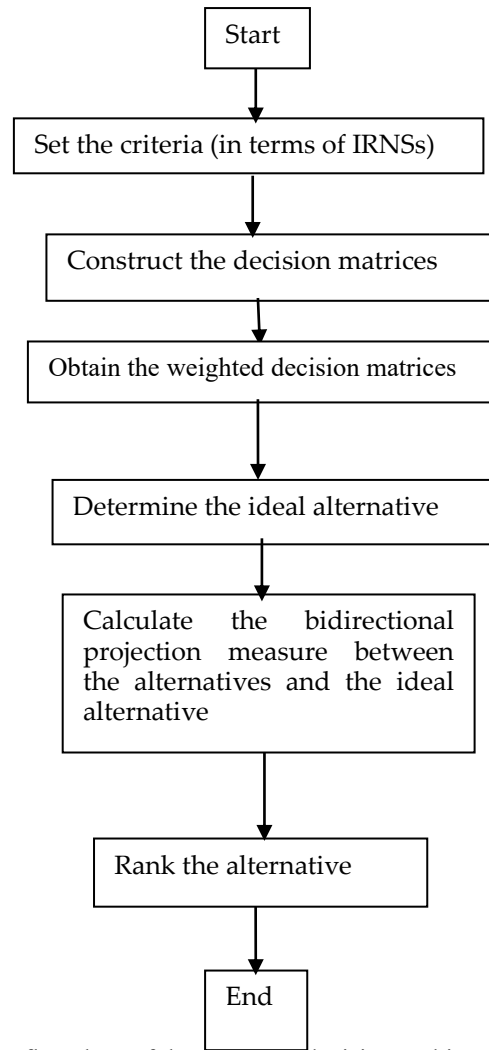 Start
Set the criteria (in terms of IRNSs)
Construct the decision matrices
Obtain the weighted decision matrices
Determine the ideal alternative
Calculate the bidirectional
projection measure between
the alternatives and the ideal
alternative
Rank the alternative
End